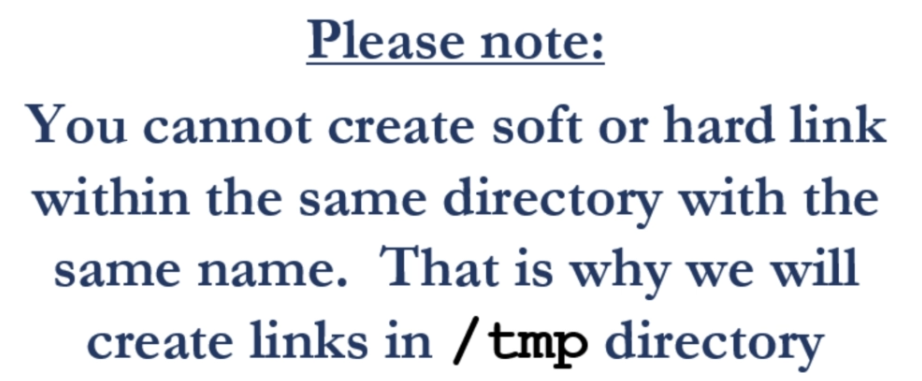 Please note:
You cannot create soft or hard link
within the same directory with the
same name.  That is why we will
create links in /tmp directory